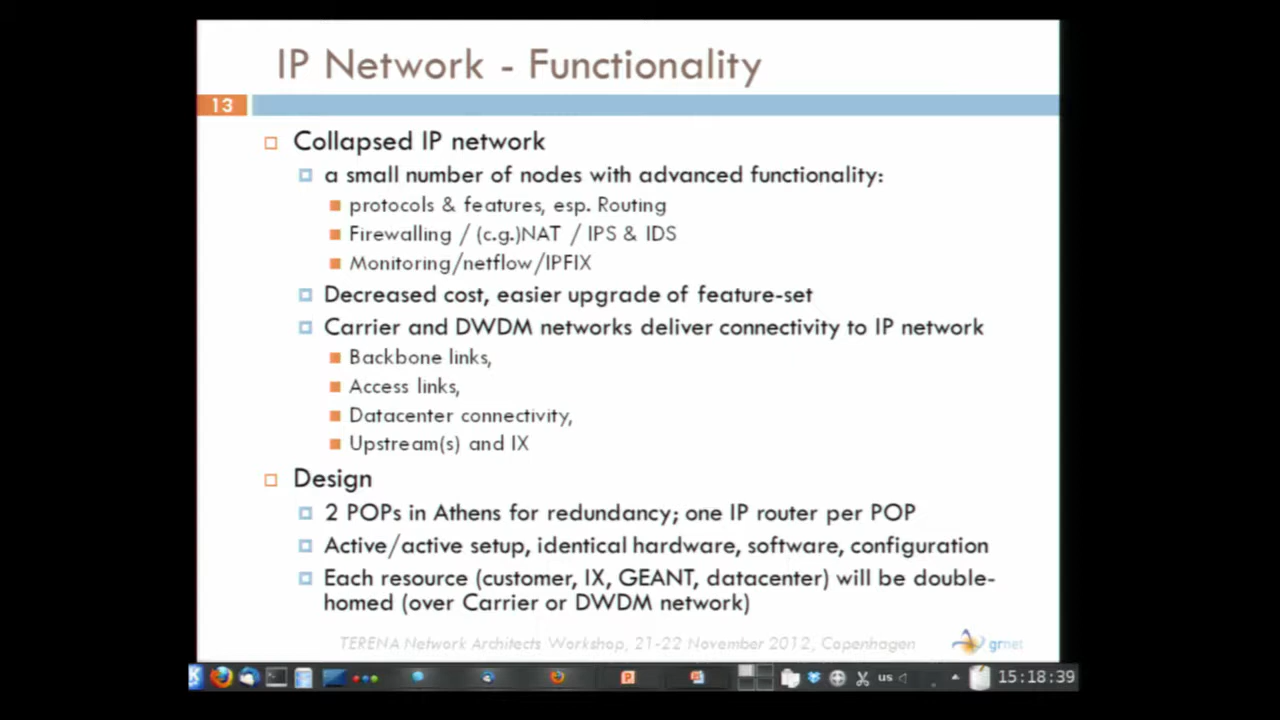 IP Network - Functionality
13
Collapsed IP network
a small number of nodes with advanced functionality:
protocols & features, esp. Routing
Firewalling / (c.g.)NAT / IPS & IDS
Monitoring/netflow/IPFIX
Decreased cost, easier upgrade of feature-set
Carrier and DWDM networks deliver connectivity to IP network
Backbone links,
Access links,
Datacenter connectivity,
Upstream(s) and IX
Design
2 POPs in Athens for redundancy; one IP router per POP
Active/active setup, identical hardware, software, configuration
Each resource (customer, IX, GEANT, datacenter) will be double-
homed (over Carrier or DWDM network)
TERENA Network Architects Workshop, 21-22 November 2012, Copenhagen
grnet
us
15:18:39